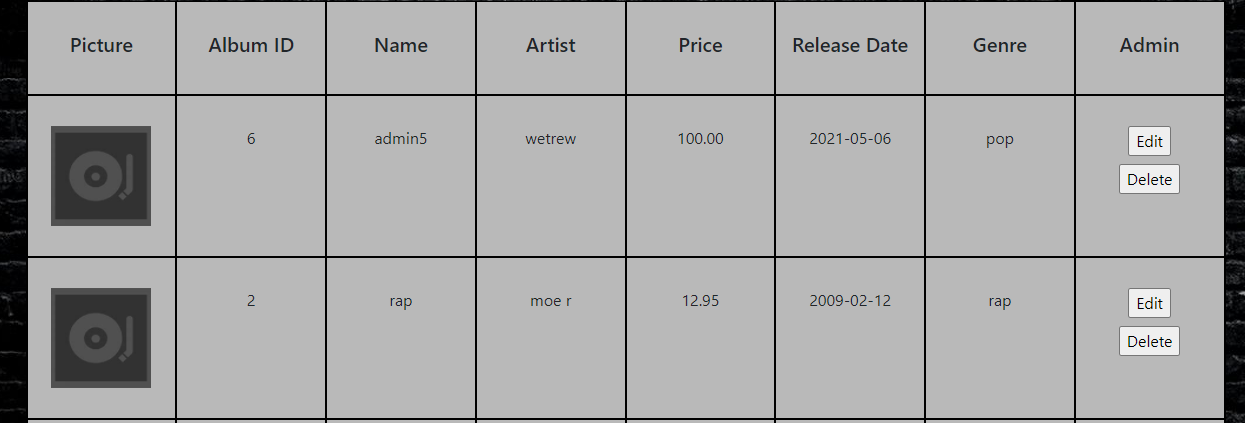 Picture Album ID Name Artist Price Release Date Genre Admin
6 admin5 wetrew 100.00 2021-05-06 pop Edit
Delete
2 rap moe r 12.95 2009-02-12 rap Edit
Delete